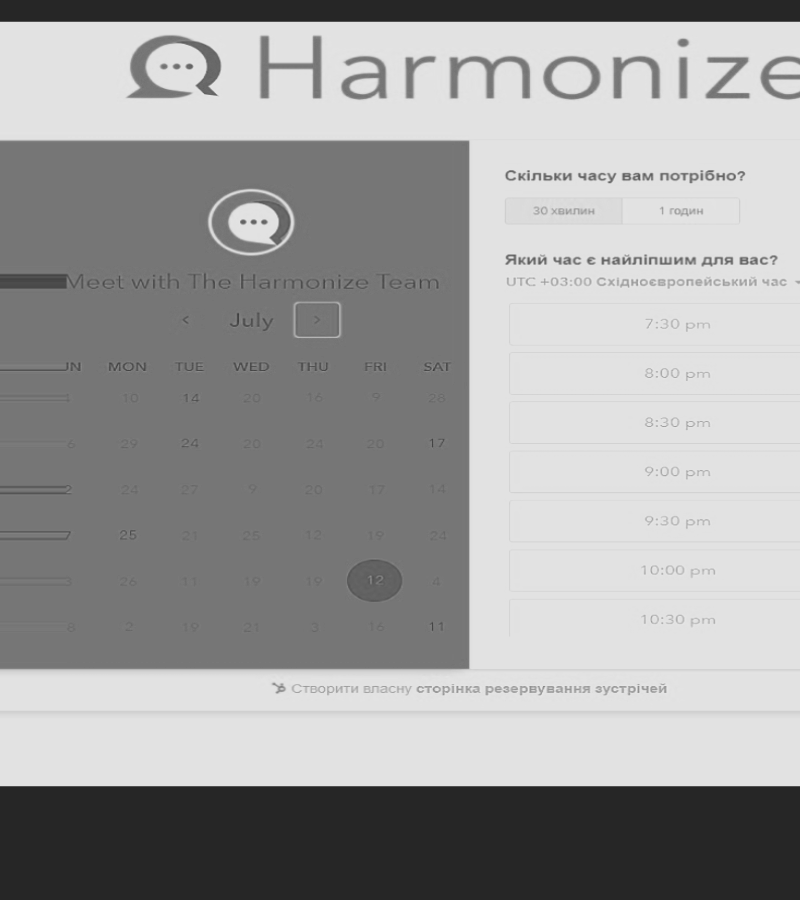 Harmonize
Meet with The Harmonize Team
< July >
UN MON TUE WED THU FRI SAT
10 14 20 16 9 28
6 29 24 20 24 20 17
2 24 27 9 20 17 14
7 25 21 25 12 19 24
3 26 11 19 19 12 4
8 2 19 21 3 16 11
Скільки часу вам потрібно?
30 хвилин 1 годин
Який час є найліпшим для вас?
UTC +03:00 Східноєвропейський час
7:30 pm
8:00 pm
8:30 pm
9:00 pm
9:30 pm
10:00 pm
10:30 pm
Створити власну сторінка резервування зустрічей